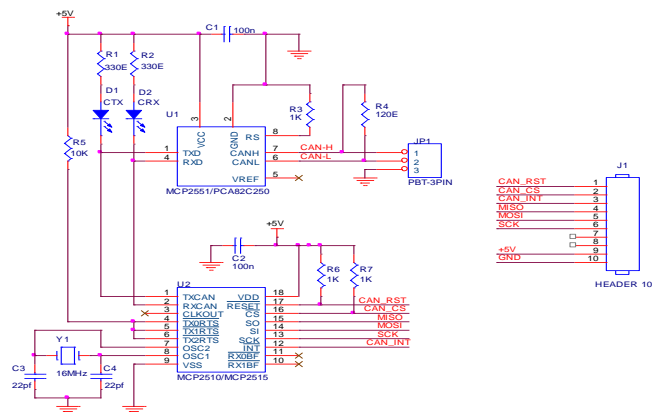 +5V
C1
100n
R1
330E
R2
330E
D1
CTX
D2
CRX
U1
3
2
VCC
GND
R3
1K
R4
120E
R5
10K
1 TXD
4 RXD
RS 8
CANH 7 CAN-H
CANL 6 CAN-L
VREF 5
MCP2551/PCA82C250
JP1
1
2
3
PBT-3PIN
J1
CAN_RST 1
CAN_CS 2
CAN_INT 3
MISO 4
MOSI 5
SCK 6
7
8
+5V 9
GND 10
HEADER 10
+5V
C2
100n
R6
1K
R7
1K
U2
1 TXCAN VDD 18
2 RXCAN RESET 17 CAN_RST
3 CLKOUT CS 16 CAN_CS
4 TX0RTS SO 15 MISO
5 TX1RTS SI 14 MOSI
6 TX2RTS SCK 13 SCK
7 OSC2 INT 12 CAN_INT
8 OSC1 RX0BF 11
9 VSS RX1BF 10
MCP2510/MCP2515
Y1
16MHz
C3
22pf
C4
22pf